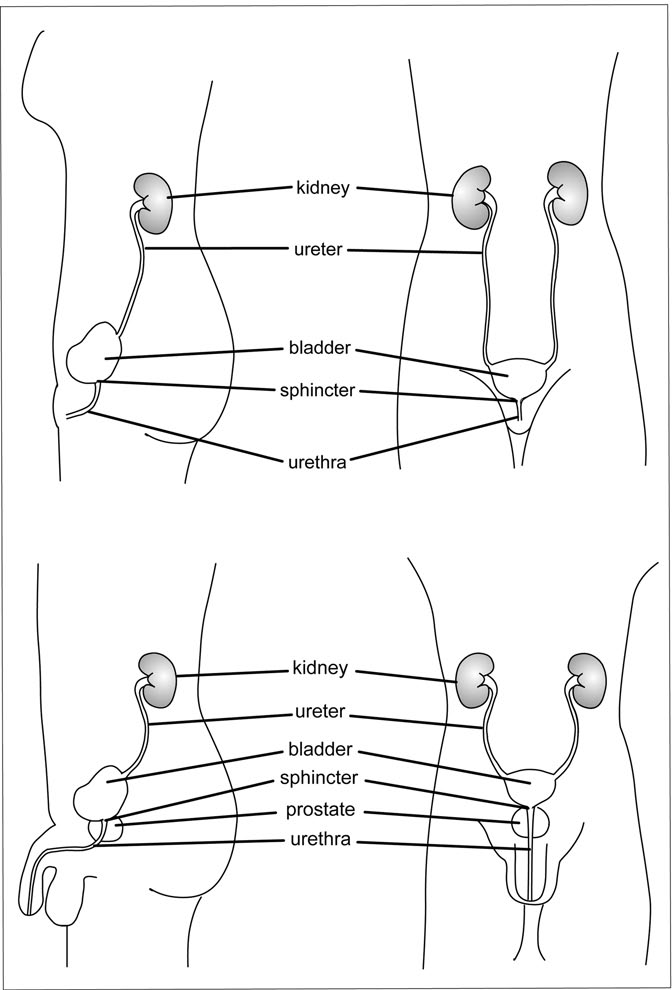 kidney
ureter
bladder
sphincter
urethra
kidney
ureter
bladder
sphincter
prostate
urethra